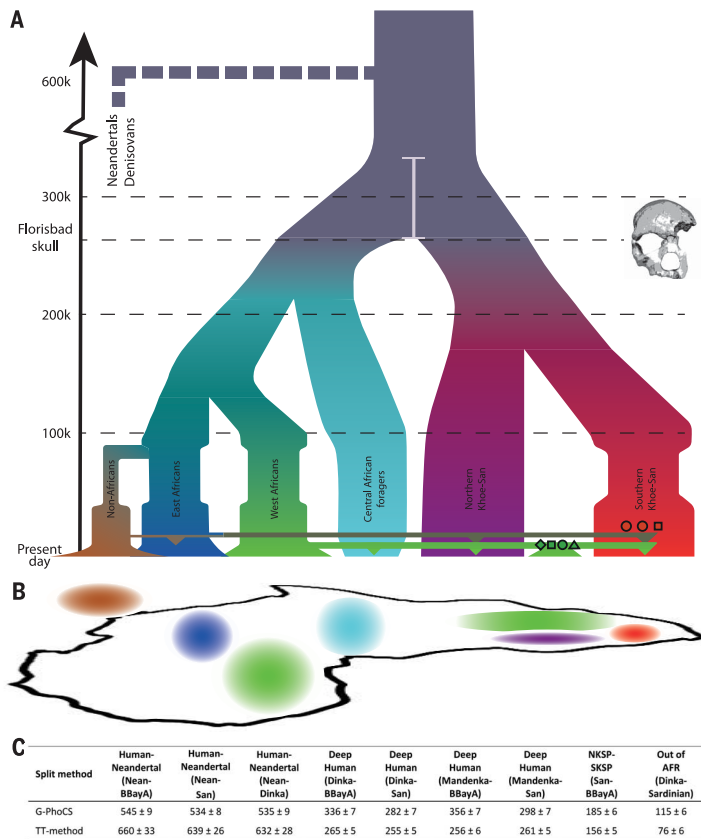 A
600k
Neandertals
Denisovans
300k
Florisbad
skull
200k
100k
Non-Africans
East Africans
West Africans
Central African
foragers
Northern
Khoe-San
Southern
Khoe-San
Present
day
B
C
Split method
Human-
Neandertal
(Nean-
BBayA)
Human-
Neandertal
(Nean-
San)
Human-
Neandertal
(Nean-
Dinka)
Deep
Human
(Dinka-
BBayA)
Deep
Human
(Dinka-
San)
Deep
Human
(Mandenka-
BBayA)
Deep
Human
(Mandenka-
San)
NKSP-
SKSP
(San-
BBayA)
Out of
AFR
(Dinka-
Sardinian)
G-PhoCS 545 ± 9 534 ± 8 535 ± 9 336 ± 7 282 ± 7 356 ± 7 298 ± 7 185 ± 6 115 ± 6
TT-method 660 ± 33 639 ± 26 632 ± 28 265 ± 5 255 ± 5 256 ± 6 261 ± 5 156 ± 5 76 ± 6